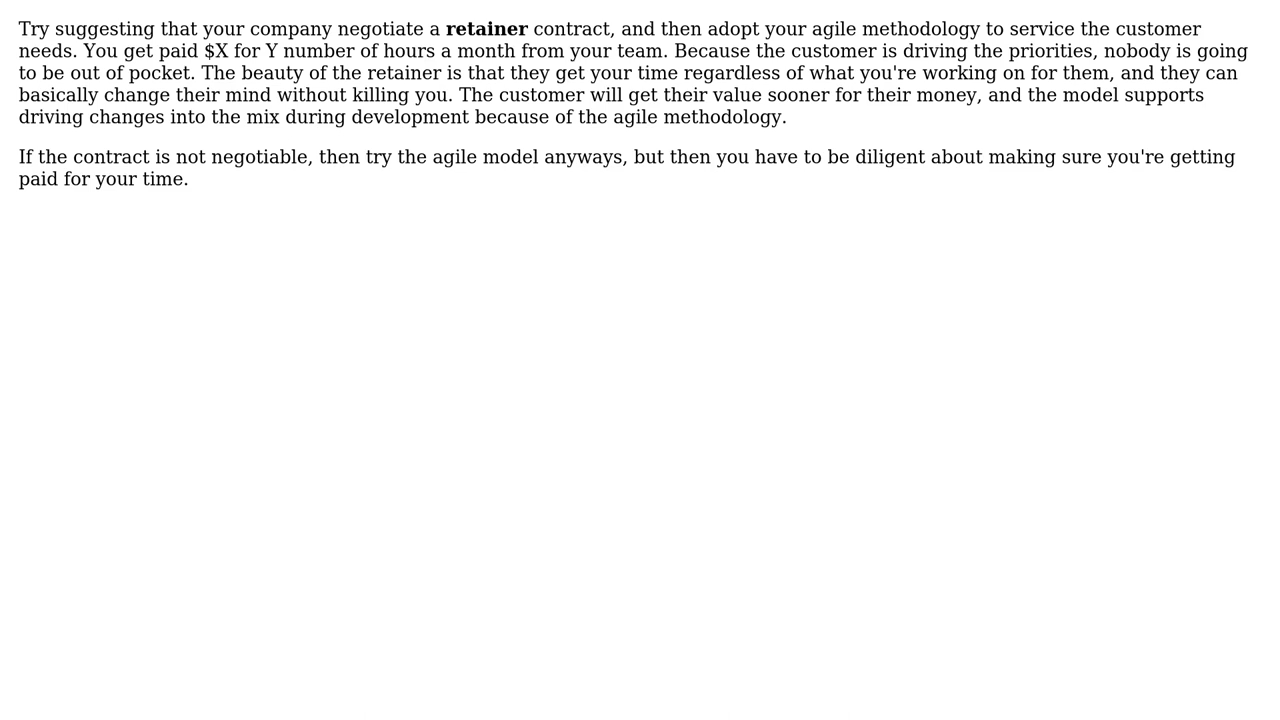 Try suggesting that your company negotiate a retainer contract, and then adopt your agile methodology to service the customer
needs. You get paid $X for Y number of hours a month from your team. Because the customer is driving the priorities, nobody is going
to be out of pocket. The beauty of the retainer is that they get your time regardless of what you're working on for them, and they can
basically change their mind without killing you. The customer will get their value sooner for their money, and the model supports
driving changes into the mix during development because of the agile methodology.
If the contract is not negotiable, then try the agile model anyways, but then you have to be diligent about making sure you're getting
paid for your time.